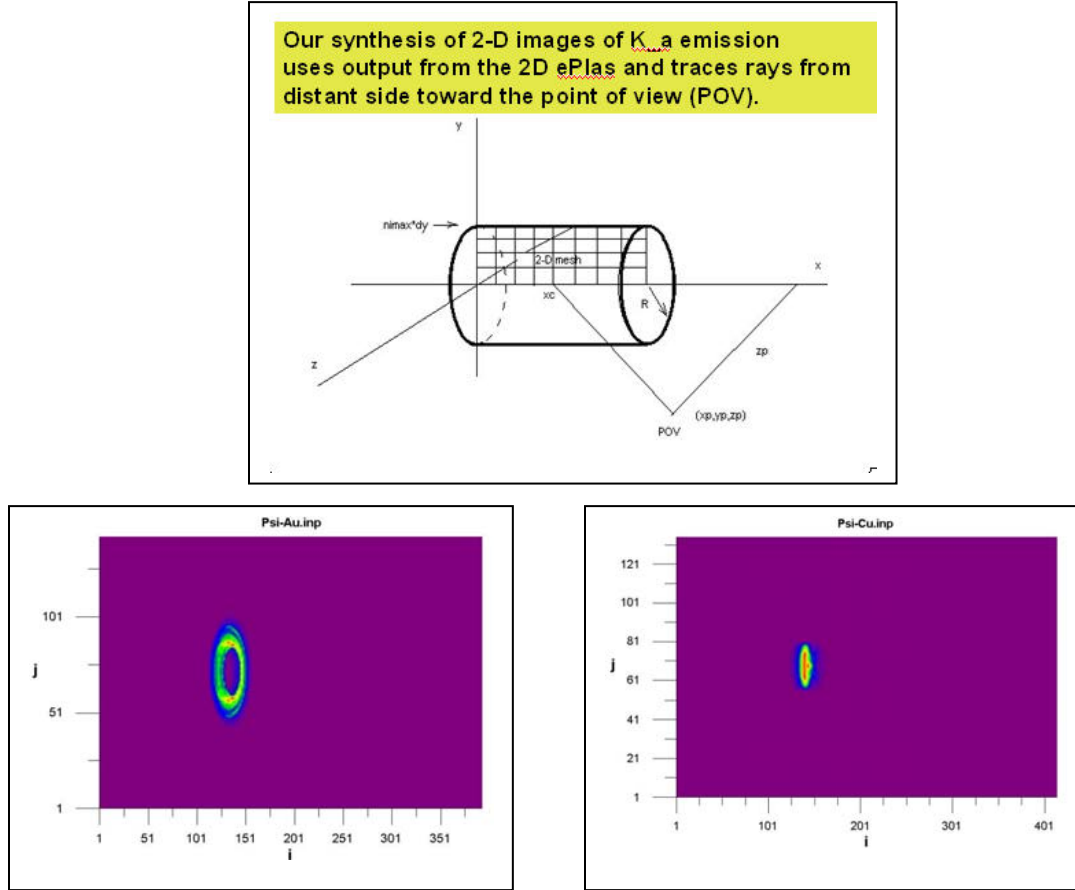 Our synthesis of 2-D images of K_a emission
uses output from the 2D ePlas and traces rays from
distant side toward the point of view (POV).
y
nimax*dy
2-D mesh
x
xc
R
z
zp
(xp,yp,zp)
POV
Psi-Au.inp
101
j
51
1
1 51 101 151 201 251 301 351
i
Psi-Cu.inp
121
101
81
j
61
41
21
1
1 101 201 301 401
i